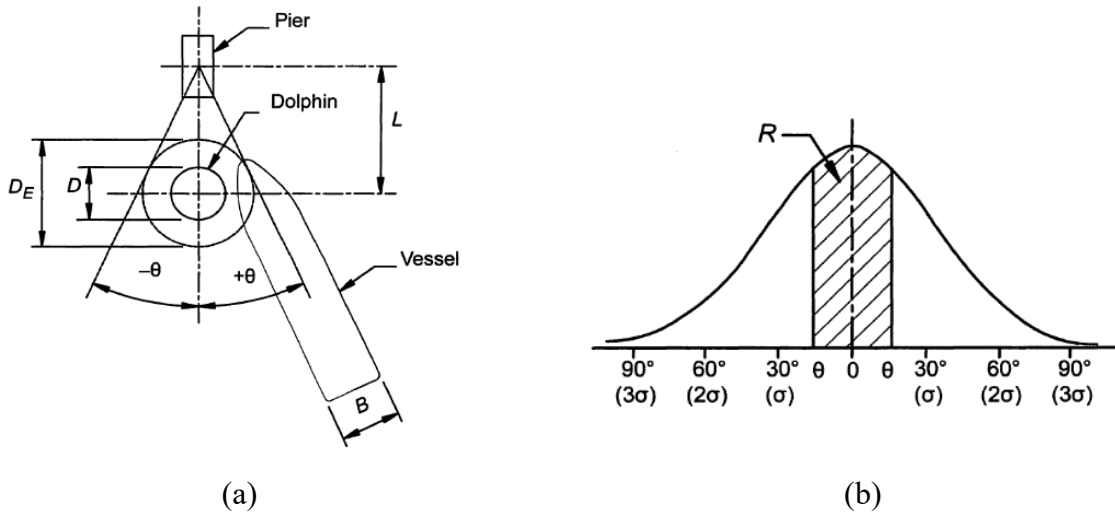 Pier
Dolphin
L
D_E
D
−θ
+θ
Vessel
B
(a)
R
90° 60° 30° θ 0 θ 30° 60° 90°
(3σ) (2σ) (σ) (σ) (2σ) (3σ)
(b)